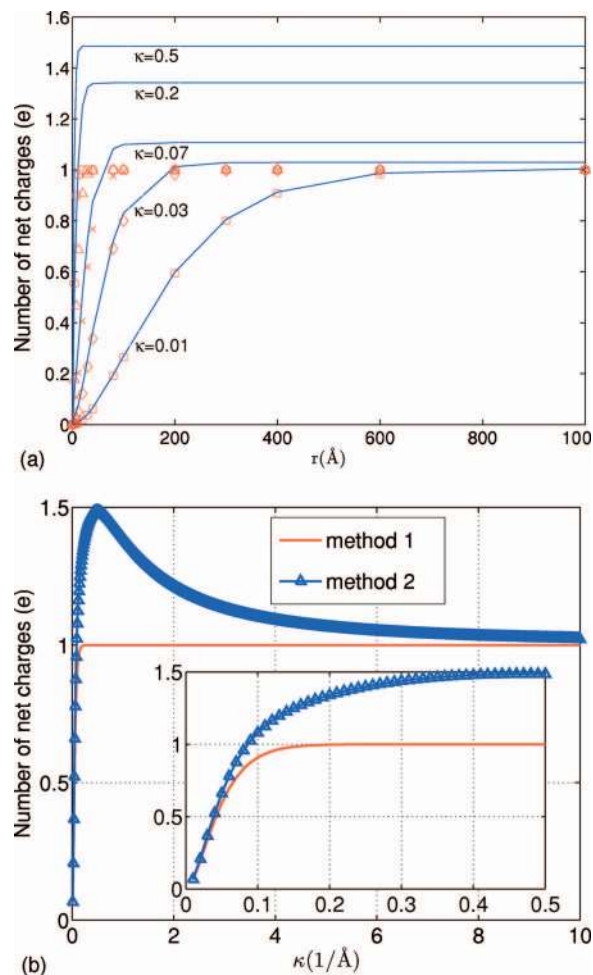 1.6
1.4
1.2
1
0.8
0.6
0.4
0.2
0
Number of net charges (e)
κ=0.5
κ=0.2
κ=0.07
κ=0.03
κ=0.01
0 200 400 600 800 1000
r(Å)
(a)
1.5
1
0.5
0
Number of net charges (e)
method 1
method 2
1.5
1
0.5
0
0 0.1 0.2 0.3 0.4 0.5
0 2 4 6 8 10
κ(1/Å)
(b)